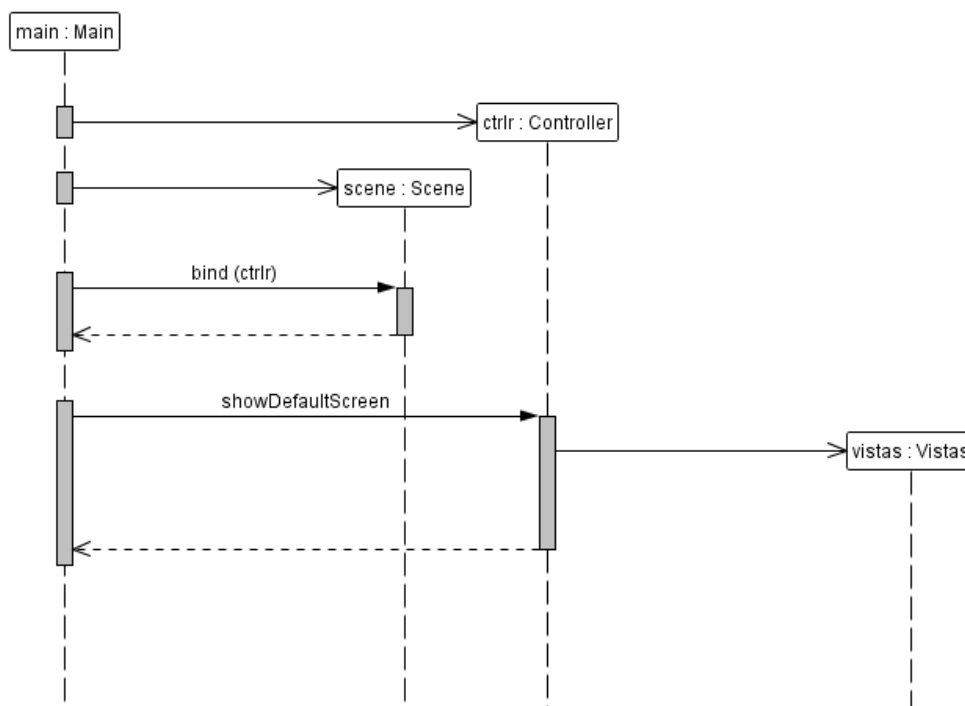 main : Main
ctrlr : Controller
scene : Scene
bind (ctrlr)
showDefaultScreen
vistas : Vistas